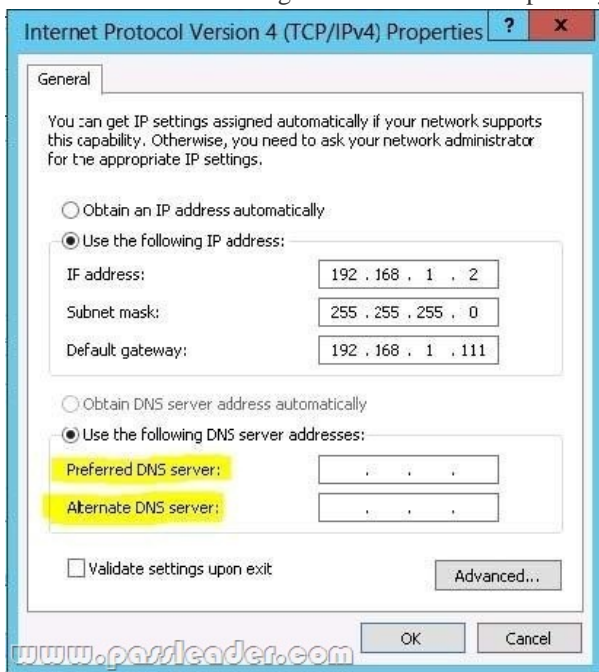 Internet Protocol Version 4 (TCP/IPv4) Properties ? x
General
You can get IP settings assigned automatically if your network supports
this capability. Otherwise, you need to ask your network administrator
for the appropriate IP settings.
Obtain an IP address automatically
Use the following IP address:
IP address: 192 . 168 . 1 . 2
Subnet mask: 255 . 255 . 255 . 0
Default gateway: 192 . 168 . 1 . 111
Obtain DNS server address automatically
Use the following DNS server addresses:
Preferred DNS server: . . .
Alternate DNS server: . . .
Validate settings upon exit
Advanced...
OK Cancel
www.passleader.com